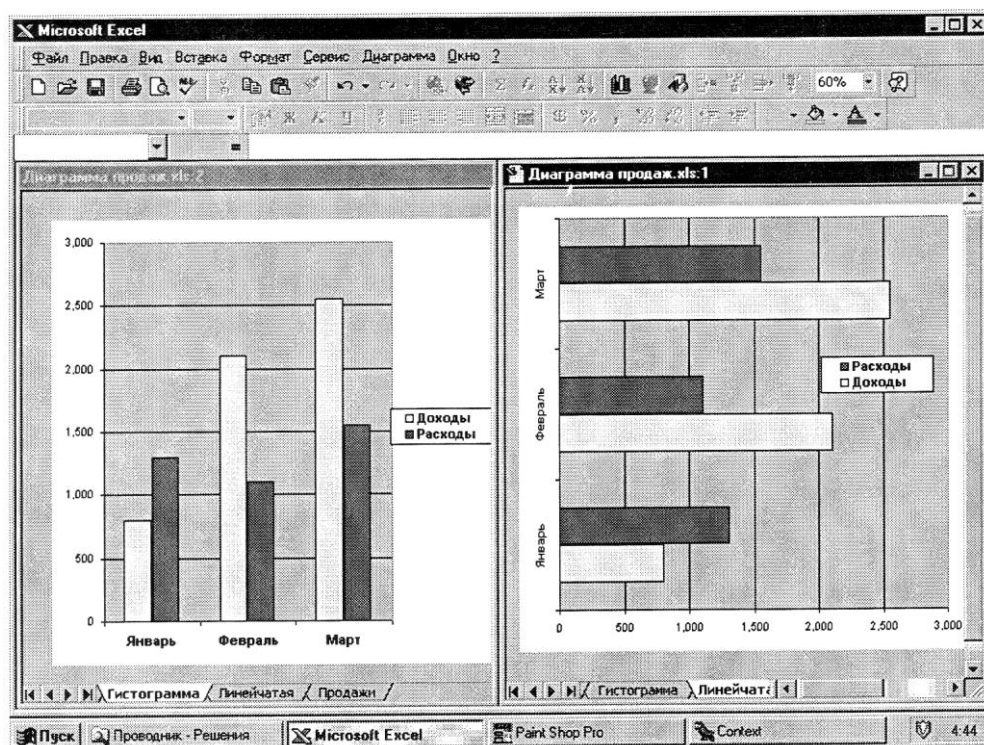 Microsoft Excel
Файл Правка Вид Вставка Формат Сервис Диаграмма Окно ?
60%
Ж К Ч
=
Диаграмма продаж.xls:2
3,000
2,500
2,000
1,500
1,000
500
0
Январь Февраль Март
Доходы
Расходы
Гистограмма Линейчатая Продажи
Диаграмма продаж.xls:1
Март
Февраль
Январь
0 500 1,000 1,500 2,000 2,500 3,000
Расходы
Доходы
Гистограмма Линейчата
Пуск Проводник - Решения Microsoft Excel Paint Shop Pro Context 4:44